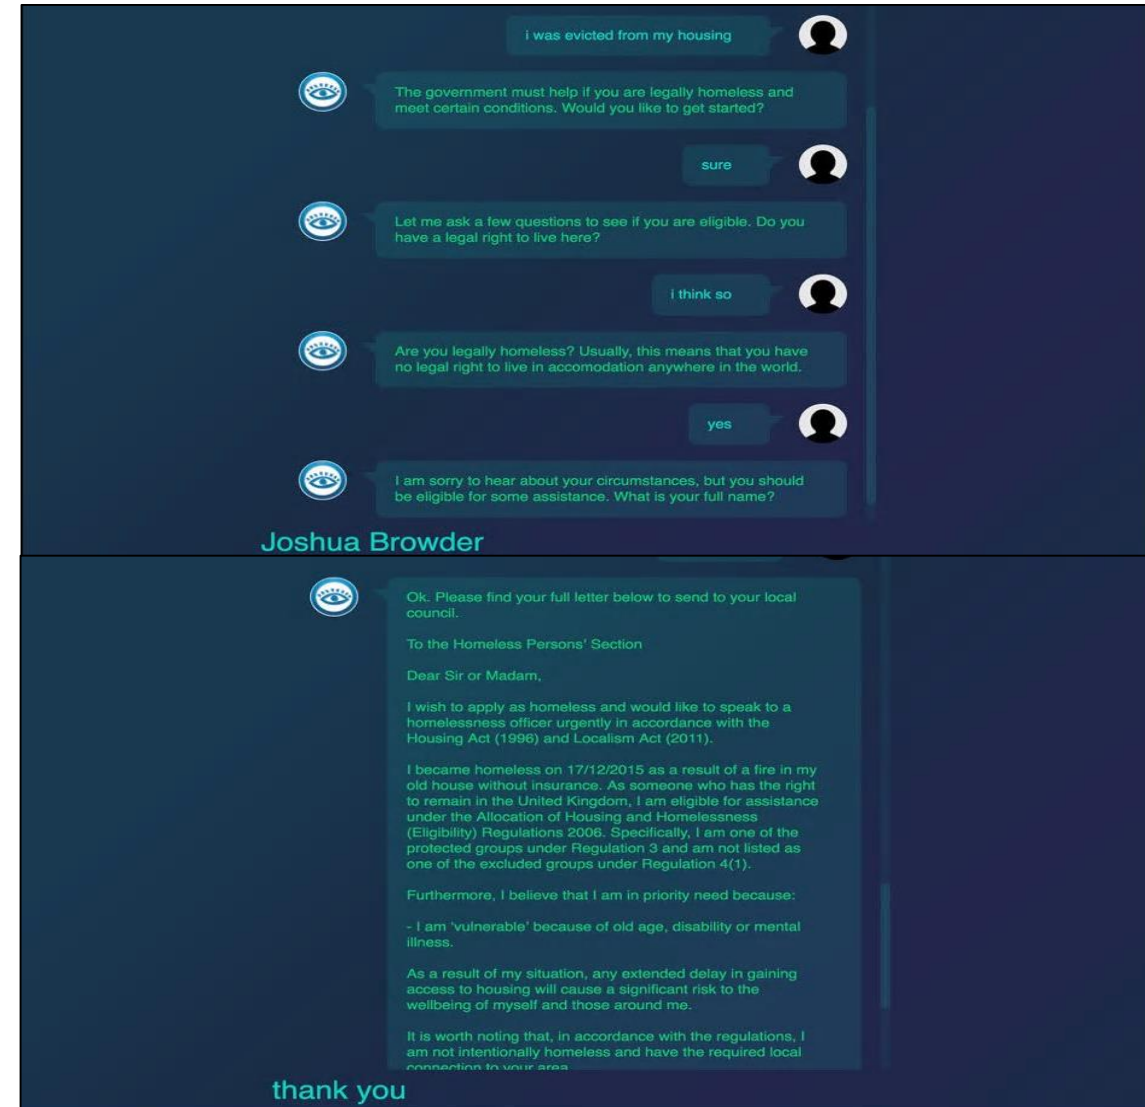 i was evicted from my housing
The government must help if you are legally homeless and
meet certain conditions. Would you like to get started?
sure
Let me ask a few questions to see if you are eligible. Do you
have a legal right to live here?
i think so
Are you legally homeless? Usually, this means that you have
no legal right to live in accomodation anywhere in the world.
yes
I am sorry to hear about your circumstances, but you should
be eligible for some assistance. What is your full name?
Joshua Browder
Ok. Please find your full letter below to send to your local
council.
To the Homeless Persons' Section
Dear Sir or Madam,
I wish to apply as homeless and would like to speak to a
homelessness officer urgently in accordance with the
Housing Act (1996) and Localism Act (2011).
I became homeless on 17/12/2015 as a result of a fire in my
old house without insurance. As someone who has the right
to remain in the United Kingdom, I am eligible for assistance
under the Allocation of Housing and Homelessness
(Eligibility) Regulations 2006. Specifically, I am one of the
protected groups under Regulation 3 and am not listed as
one of the excluded groups under Regulation 4(1).
Furthermore, I believe that I am in priority need because:
- I am 'vulnerable' because of old age, disability or mental
illness.
As a result of my situation, any extended delay in gaining
access to housing will cause a significant risk to the
wellbeing of myself and those around me.
It is worth noting that, in accordance with the regulations, I
am not intentionally homeless and have the required local
connection to your area
thank you